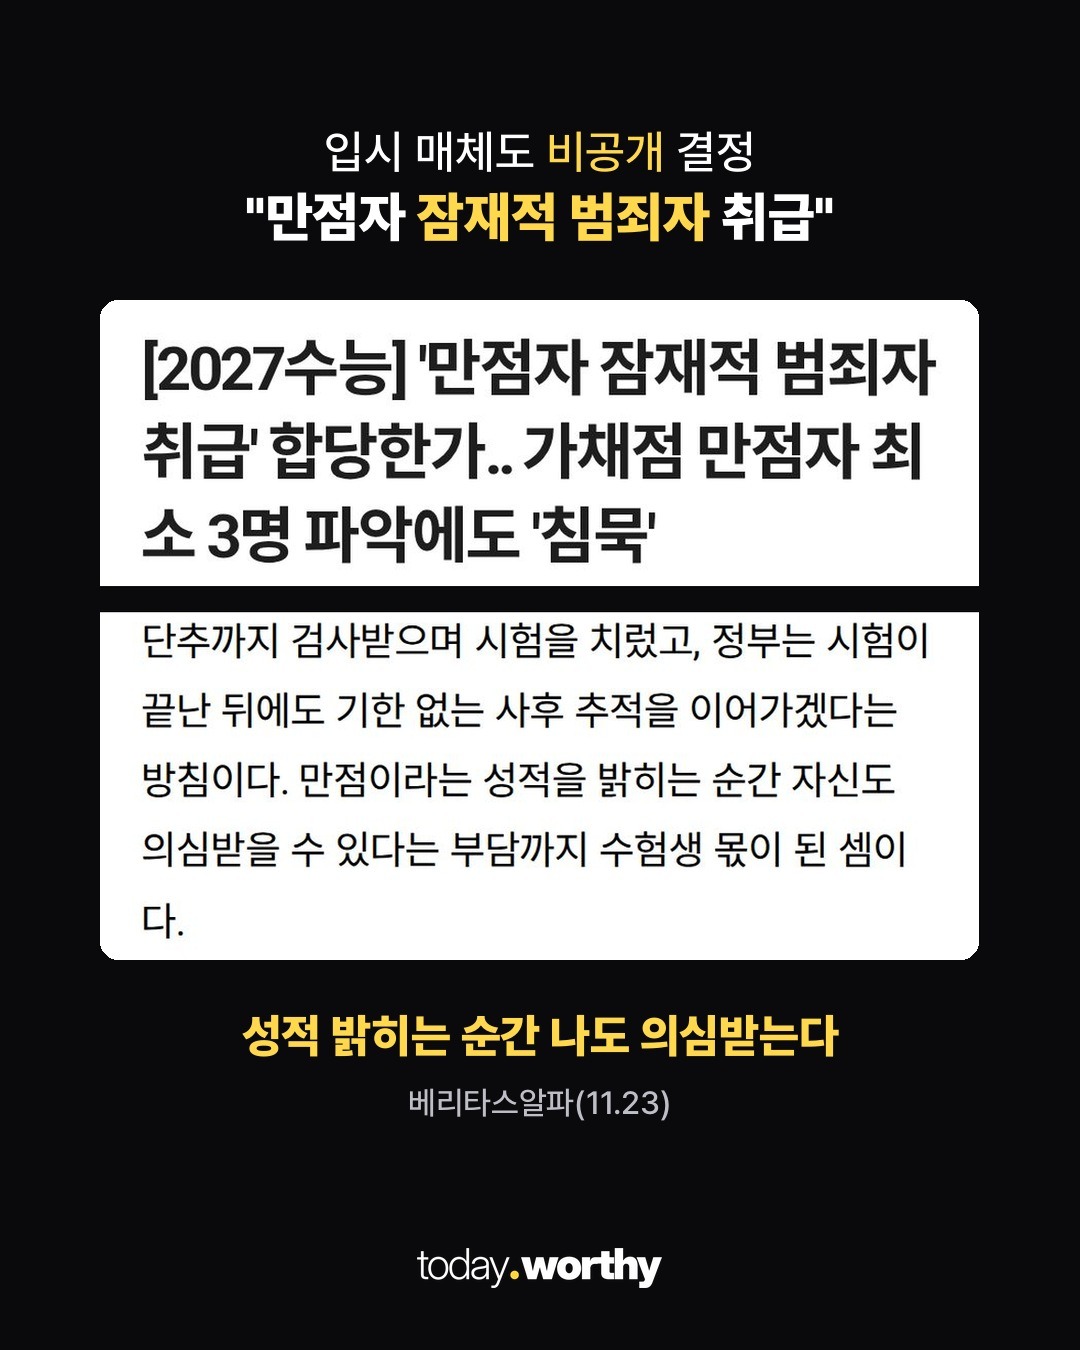 입시 매체도 비공개 결정
"만점자 잠재적 범죄자 취급"
[2027수능] '만점자 잠재적 범죄자
취급' 합당한가.. 가채점 만점자 최
소 3명 파악에도 '침묵'
단추까지 검사받으며 시험을 치렀고, 정부는 시험이
끝난 뒤에도 기한 없는 사후 추적을 이어가겠다는
방침이다. 만점이라는 성적을 밝히는 순간 자신도
의심받을 수 있다는 부담까지 수험생 몫이 된 셈이
다.
성적 밝히는 순간 나도 의심받는다
베리타스알파(11.23)
today.worthy